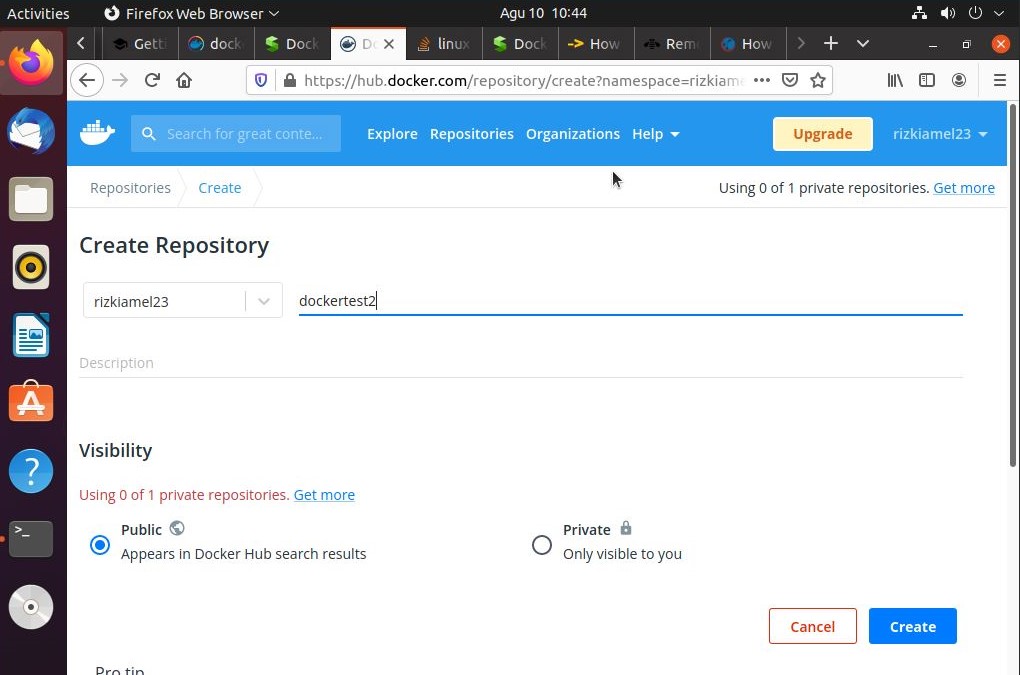 Activities Firefox Web Browser Agu 10 10:44
Getti dock Dock Do linux Dock How Rem How
https://hub.docker.com/repository/create?namespace=rizkiame
Search for great conte... Explore Repositories Organizations Help Upgrade rizkiamel23
Repositories Create Using 0 of 1 private repositories. Get more
Create Repository
rizkiamel23 dockertest2
Description
Visibility
Using 0 of 1 private repositories. Get more
Public Private
Appears in Docker Hub search results Only visible to you
Cancel Create
Pro tip